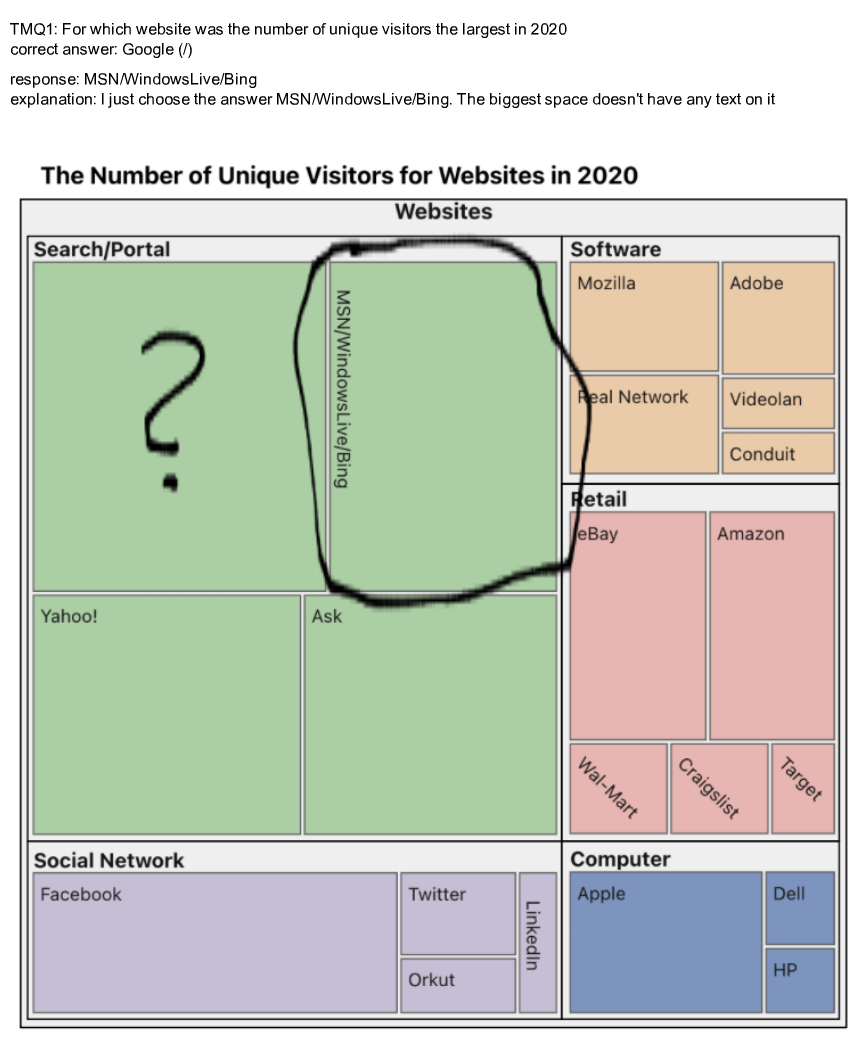 TMQ1: For which website was the number of unique visitors the largest in 2020
correct answer: Google (/)
response: MSN/WindowsLive/Bing
explanation: I just choose the answer MSN/WindowsLive/Bing. The biggest space doesn't have any text on it
The Number of Unique Visitors for Websites in 2020
Websites
Search/Portal
?
MSN/WindowsLive/Bing
Yahoo!
Ask
Software
Mozilla
Adobe
Real Network
Videolan
Conduit
Retail
eBay
Amazon
Wal-Mart
Craigslist
Target
Social Network
Facebook
Twitter
Orkut
LinkedIn
Computer
Apple
Dell
HP